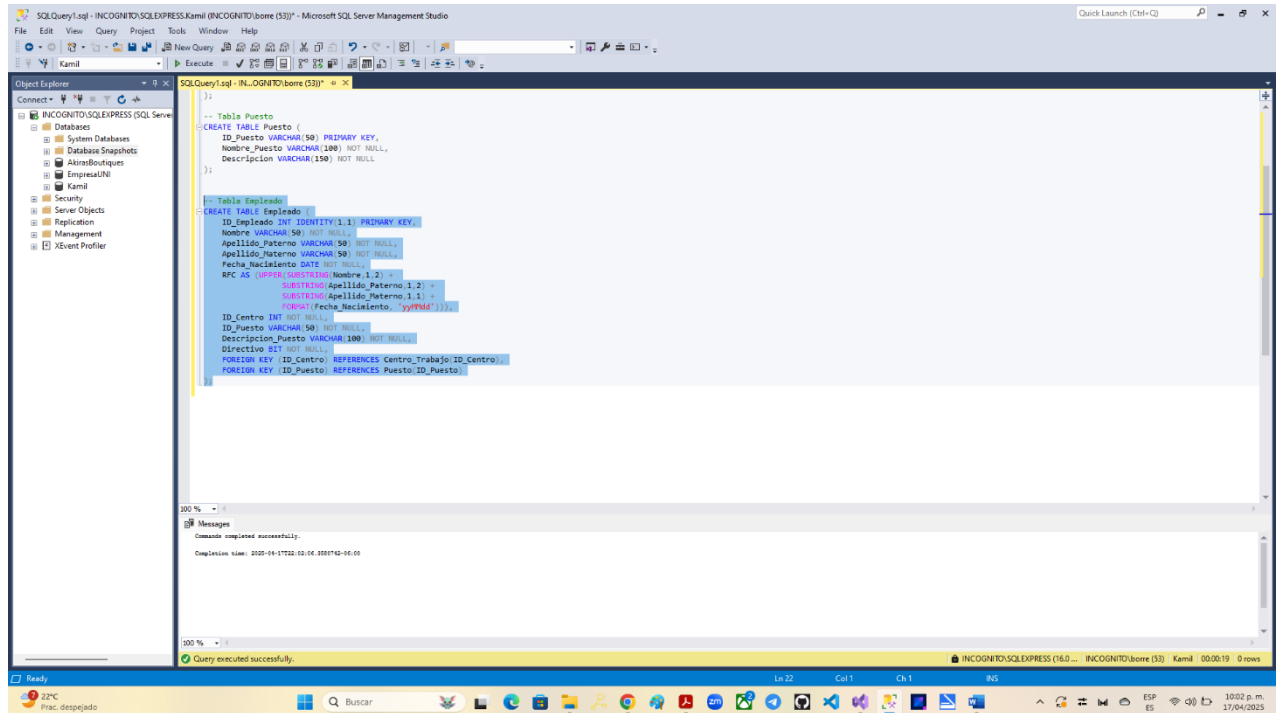 SQLQuery1.sql - INCOGNITO\SQLEXPRESS.Kamil (INCOGNITO\borre (53))* - Microsoft SQL Server Management Studio
Quick Launch (Ctrl+Q)
File Edit View Query Project Tools Window Help
New Query
Kamil
Execute
Object Explorer
SQLQuery1.sql - IN...OGNITO\borre (53))*
Connect
INCOGNITO\SQLEXPRESS (SQL Server
Databases
System Databases
Database Snapshots
AkirasBoutiques
EmpresaUNI
Kamil
Security
Server Objects
Replication
Management
XEvent Profiler
);
-- Tabla Puesto
CREATE TABLE Puesto (
ID_Puesto VARCHAR(50) PRIMARY KEY,
Nombre_Puesto VARCHAR(100) NOT NULL,
Descripcion VARCHAR(150) NOT NULL
);
-- Tabla Empleado
CREATE TABLE Empleado (
ID_Empleado INT IDENTITY(1,1) PRIMARY KEY,
Nombre VARCHAR(50) NOT NULL,
Apellido_Paterno VARCHAR(50) NOT NULL,
Apellido_Materno VARCHAR(50) NOT NULL,
Fecha_Nacimiento DATE NOT NULL,
RFC AS (UPPER(SUBSTRING(Nombre,1,2) +
SUBSTRING(Apellido_Paterno,1,2) +
SUBSTRING(Apellido_Materno,1,1) +
FORMAT(Fecha_Nacimiento, 'yyMMdd'))),
ID_Centro INT NOT NULL,
ID_Puesto VARCHAR(50) NOT NULL,
Descripcion_Puesto VARCHAR(100) NOT NULL,
Directivo BIT NOT NULL,
FOREIGN KEY (ID_Centro) REFERENCES Centro_Trabajo(ID_Centro),
FOREIGN KEY (ID_Puesto) REFERENCES Puesto(ID_Puesto)
);
100 %
Messages
Commands completed successfully.
Completion time: 2025-04-17T22:02:06.3580742-06:00
100 %
Query executed successfully.
INCOGNITO\SQLEXPRESS (16.0 ... INCOGNITO\borre (53) Kamil 00:00:19 0 rows
Ready
Ln 22 Col 1 Ch 1 INS
7
22°C
Prac. despejado
Buscar
zm
ESP
ES
10:02 p. m.
17/04/2025